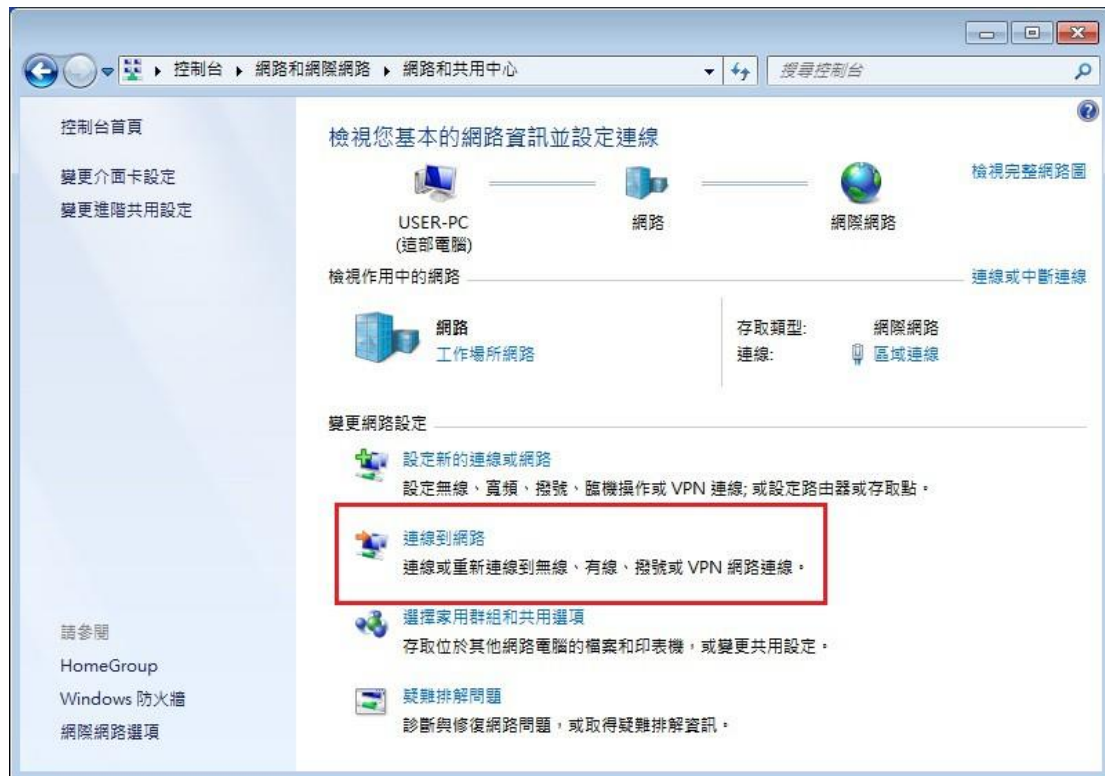 控制台 ▸ 網路和網際網路 ▸ 網路和共用中心
搜尋控制台
控制台首頁
變更介面卡設定
變更進階共用設定
請參閱
HomeGroup
Windows 防火牆
網際網路選項
檢視您基本的網路資訊並設定連線
檢視完整網路圖
USER-PC
(這部電腦)
網路
網際網路
檢視作用中的網路
連線或中斷連線
網路
工作場所網路
存取類型: 網際網路
連線: 區域連線
變更網路設定
設定新的連線或網路
設定無線、寬頻、撥號、臨機操作或 VPN 連線; 或設定路由器或存取點。
連線到網路
連線或重新連線到無線、有線、撥號或 VPN 網路連線。
選擇家用群組和共用選項
存取位於其他網路電腦的檔案和印表機，或變更共用設定。
疑難排解問題
診斷與修復網路問題，或取得疑難排解資訊。